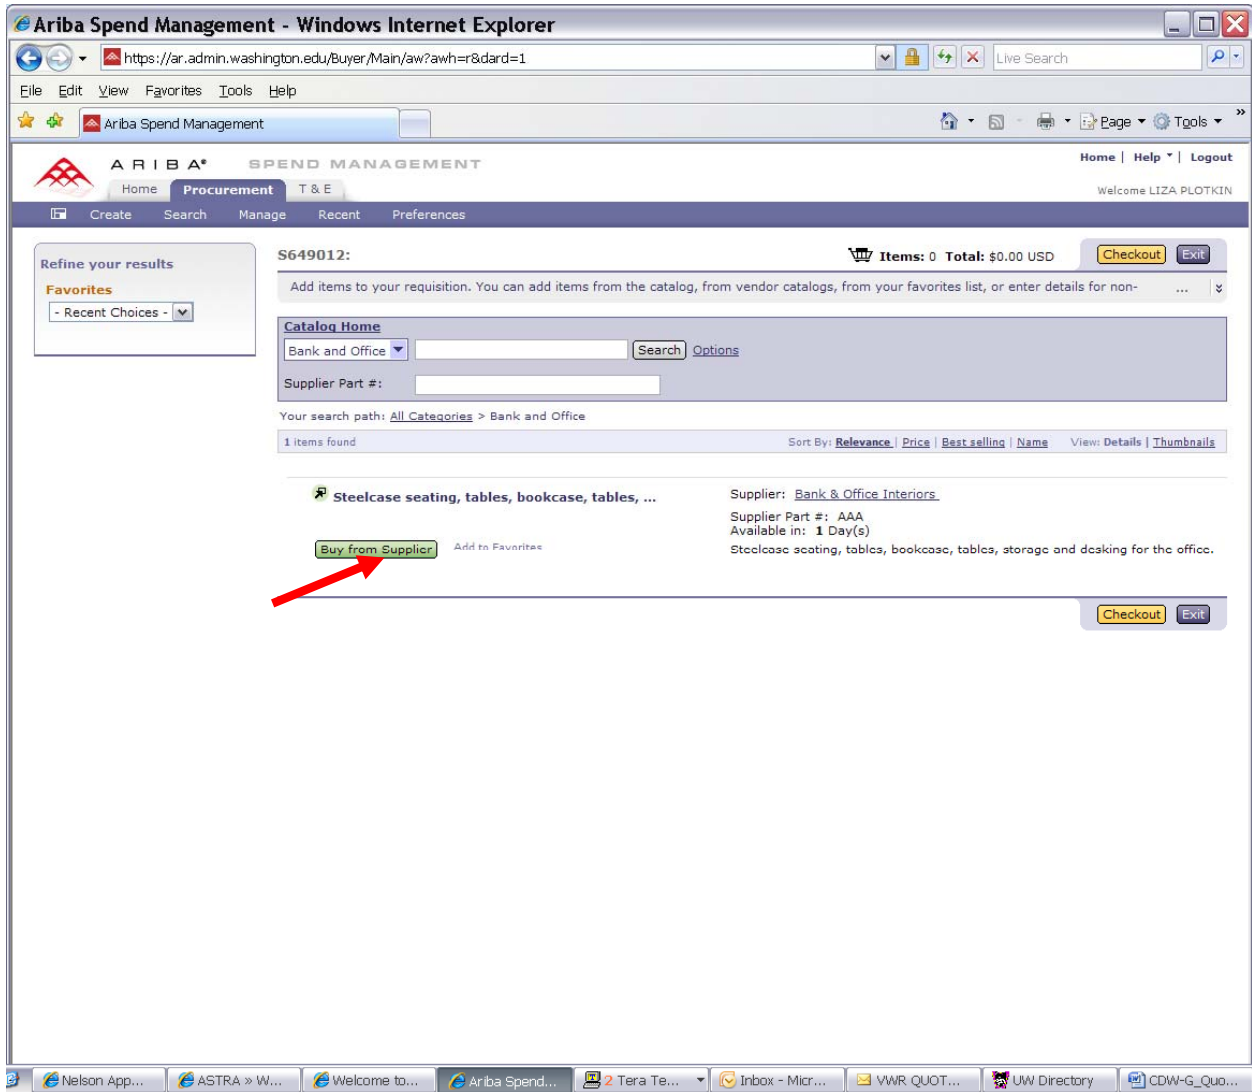 Ariba Spend Management - Windows Internet Explorer
https://ar.admin.washington.edu/Buyer/Main/aw?awh=r&dard=1
Live Search
File Edit View Favorites Tools Help
Ariba Spend Management
Page Tools »
ARIBA® SPEND MANAGEMENT
Home | Help | Logout
Home Procurement T & E
Welcome LIZA PLOTKIN
Create Search Manage Recent Preferences
Refine your results
Favorites
- Recent Choices -
S649012:
Items: 0 Total: $0.00 USD
Checkout Exit
Add items to your requisition. You can add items from the catalog, from vendor catalogs, from your favorites list, or enter details for non- ...
Catalog Home
Bank and Office
Search Options
Supplier Part #:
Your search path: All Categories > Bank and Office
1 items found
Sort By: Relevance | Price | Best selling | Name View: Details | Thumbnails
Steelcase seating, tables, bookcase, tables, ...
Supplier: Bank & Office Interiors
Supplier Part #: AAA
Available in: 1 Day(s)
Buy from Supplier Add to Favorites
Steelcase seating, tables, bookcase, tables, storage and desking for the office.
Checkout Exit
Nelson App... ASTRA » W... Welcome to... Ariba Spend... 2 Tera Te... Inbox - Micr... VWR QUOT... UW Directory CDW-G_Quo...